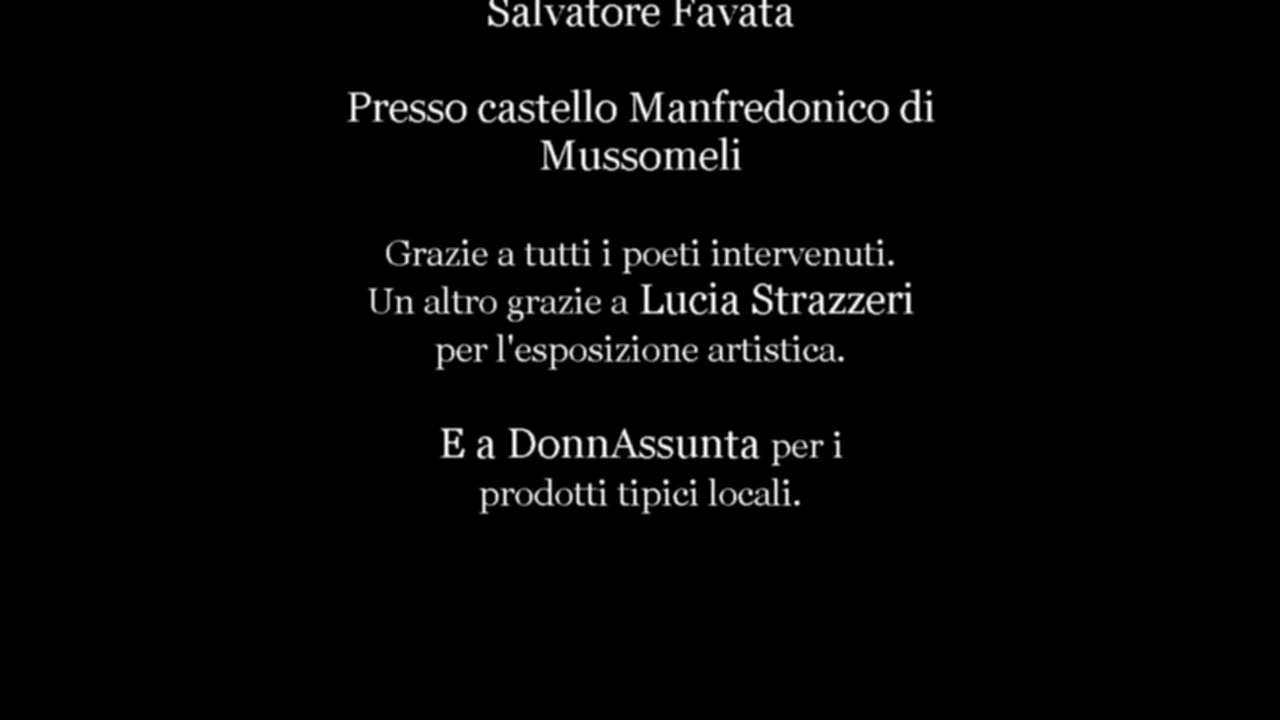 Salvatore Favata
Presso castello Manfredonico di
Mussomeli
Grazie a tutti i poeti intervenuti.
Un altro grazie a Lucia Strazzeri
per l'esposizione artistica.
E a DonnAssunta per i
prodotti tipici locali.